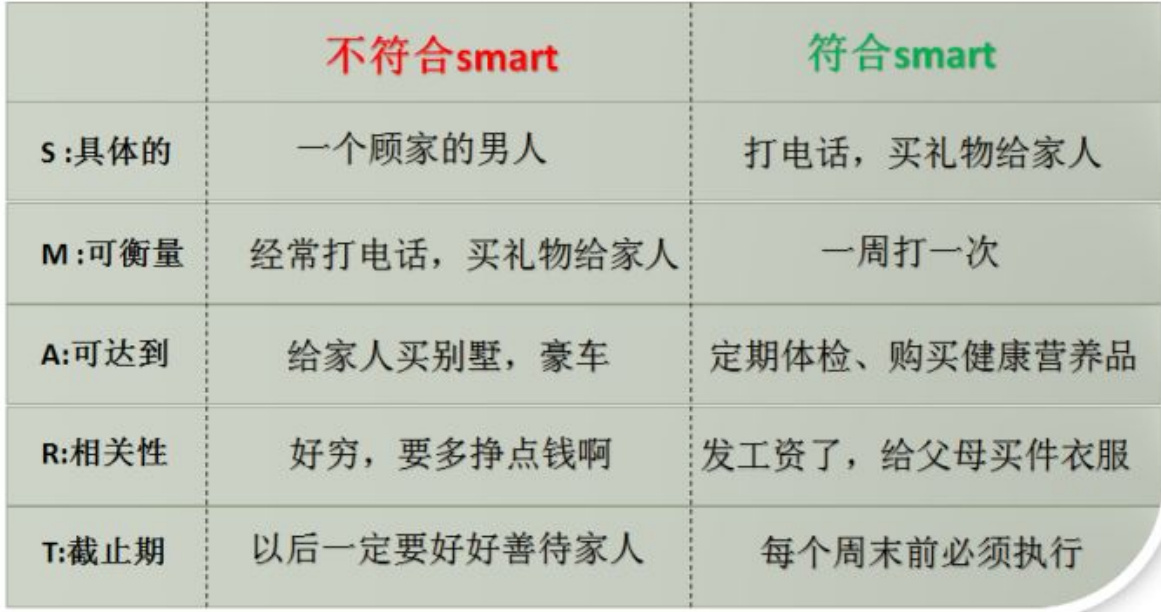 不符合smart 符合smart
S:具体的 一个顾家的男人 打电话，买礼物给家人
M:可衡量 经常打电话，买礼物给家人 一周打一次
A:可达到 给家人买别墅，豪车 定期体检、购买健康营养品
R:相关性 好穷，要多挣点钱啊 发工资了，给父母买件衣服
T:截止期 以后一定要好好善待家人 每个周末前必须执行